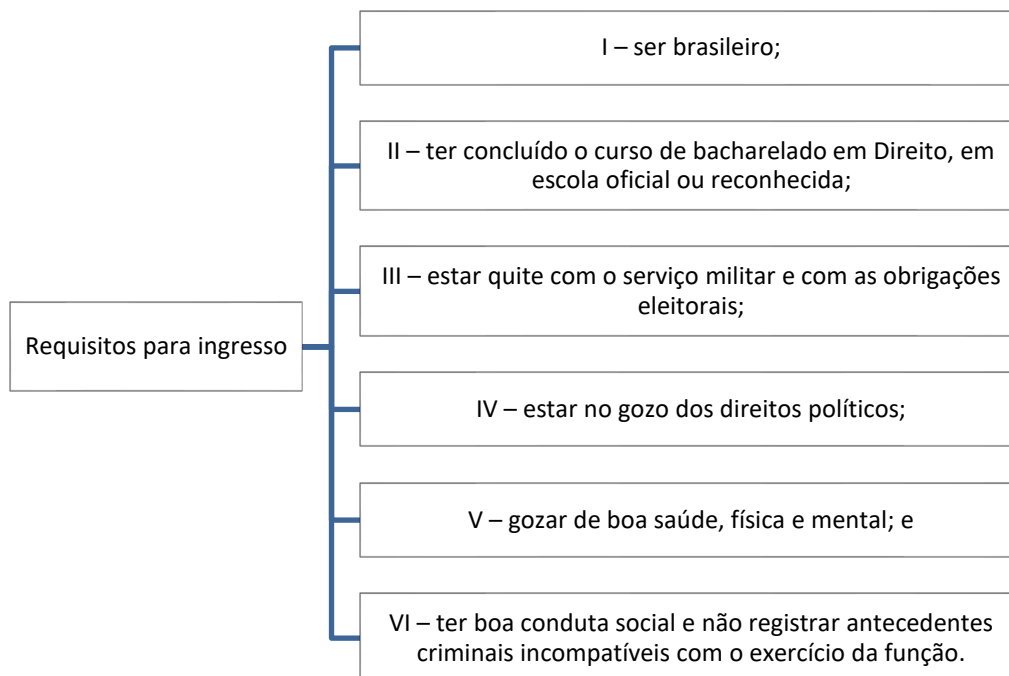 Requisitos para ingresso
I – ser brasileiro;
II – ter concluído o curso de bacharelado em Direito, em
escola oficial ou reconhecida;
III – estar quite com o serviço militar e com as obrigações
eleitorais;
IV – estar no gozo dos direitos políticos;
V – gozar de boa saúde, física e mental; e
VI – ter boa conduta social e não registrar antecedentes
criminais incompatíveis com o exercício da função.